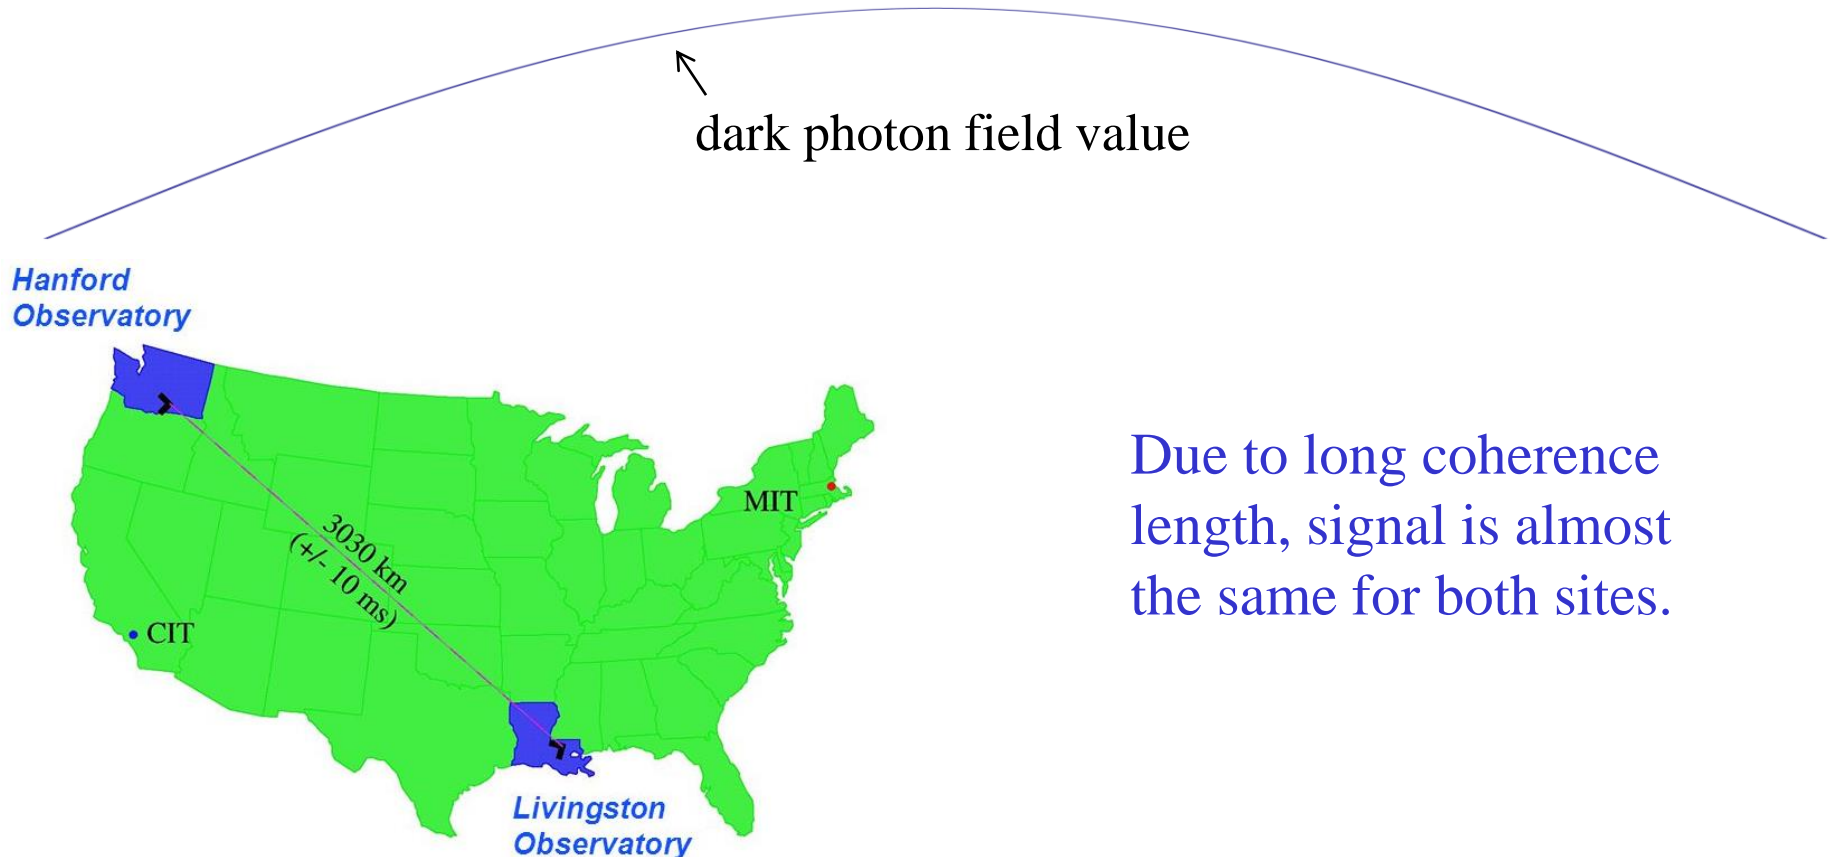 dark photon field value
Hanford
Observatory
MIT
3030 km
(+/- 10 ms)
CIT
Due to long coherence
length, signal is almost
the same for both sites.
Livingston
Observatory